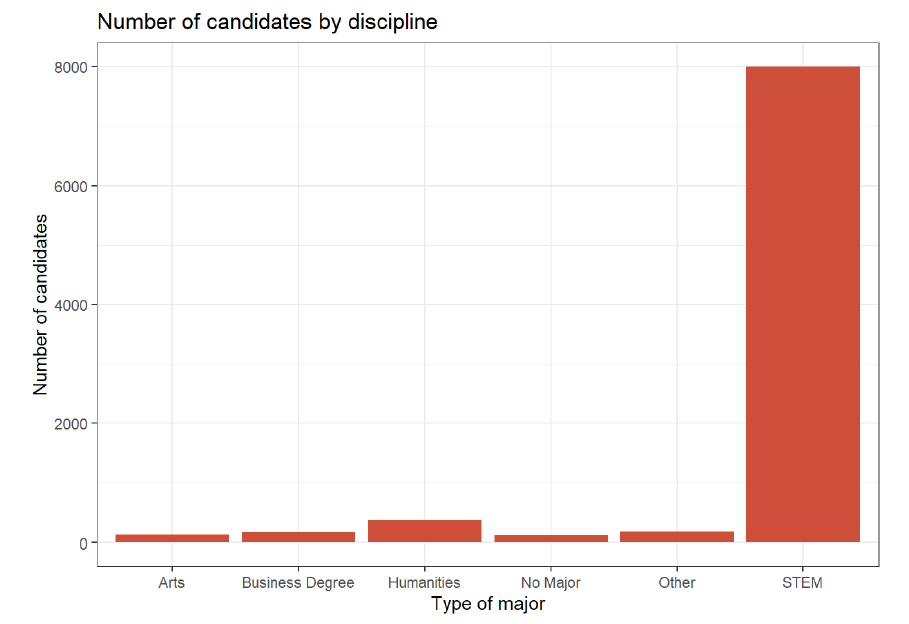 Number of candidates by discipline
Number of candidates
8000
6000
4000
2000
0
Arts Business Degree Humanities No Major Other STEM
Type of major